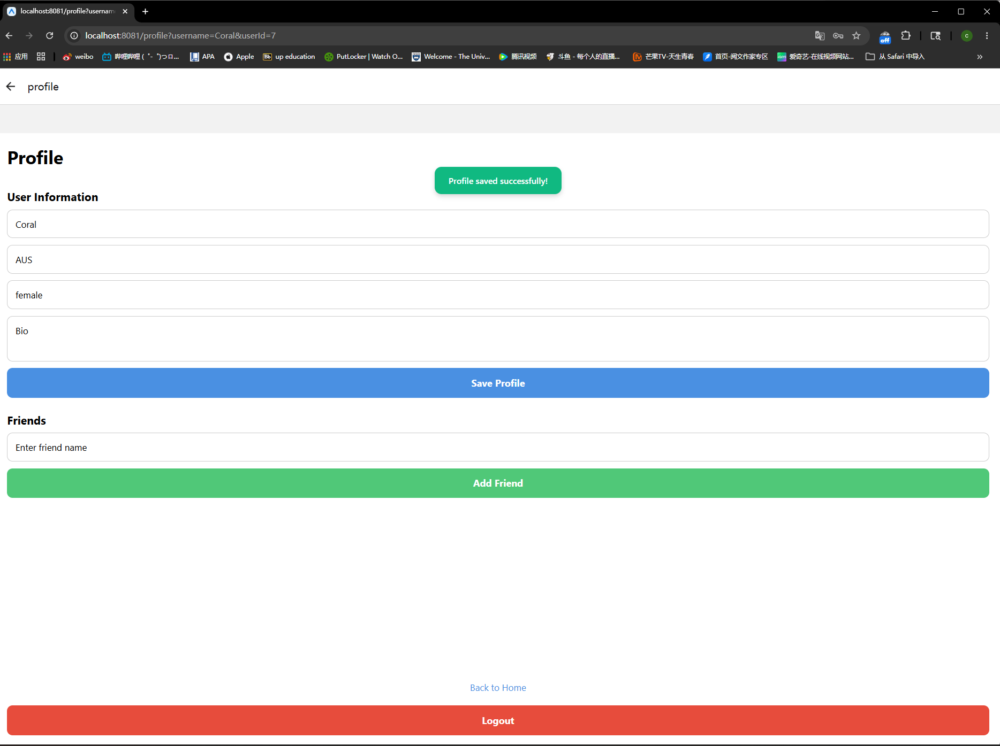 localhost:8081/profile?usernam
localhost:8081/profile?username=Coral&userId=7
off
C
应用
weibo
哔哩哔哩 ( ゜- ゜)つロ...
APA
Apple
Bb
up education
PutLocker | Watch O...
Welcome - The Univ...
腾讯视频
斗鱼 - 每个人的直播...
芒果TV-天生青春
首页-阅文作家专区
爱奇艺-在线视频网站...
从 Safari 中导入
profile
Profile
Profile saved successfully!
User Information
Coral
AUS
female
Bio
Save Profile
Friends
Enter friend name
Add Friend
Back to Home
Logout